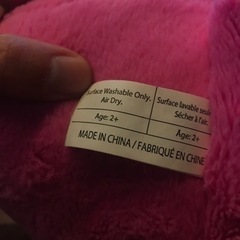 Surface Washable Only.
Air Dry.
Age: 2+
Surface lavable
Sécher à l'air.
Âge: 2+
MADE IN CHINA / FABRIQUÉ EN CHINE